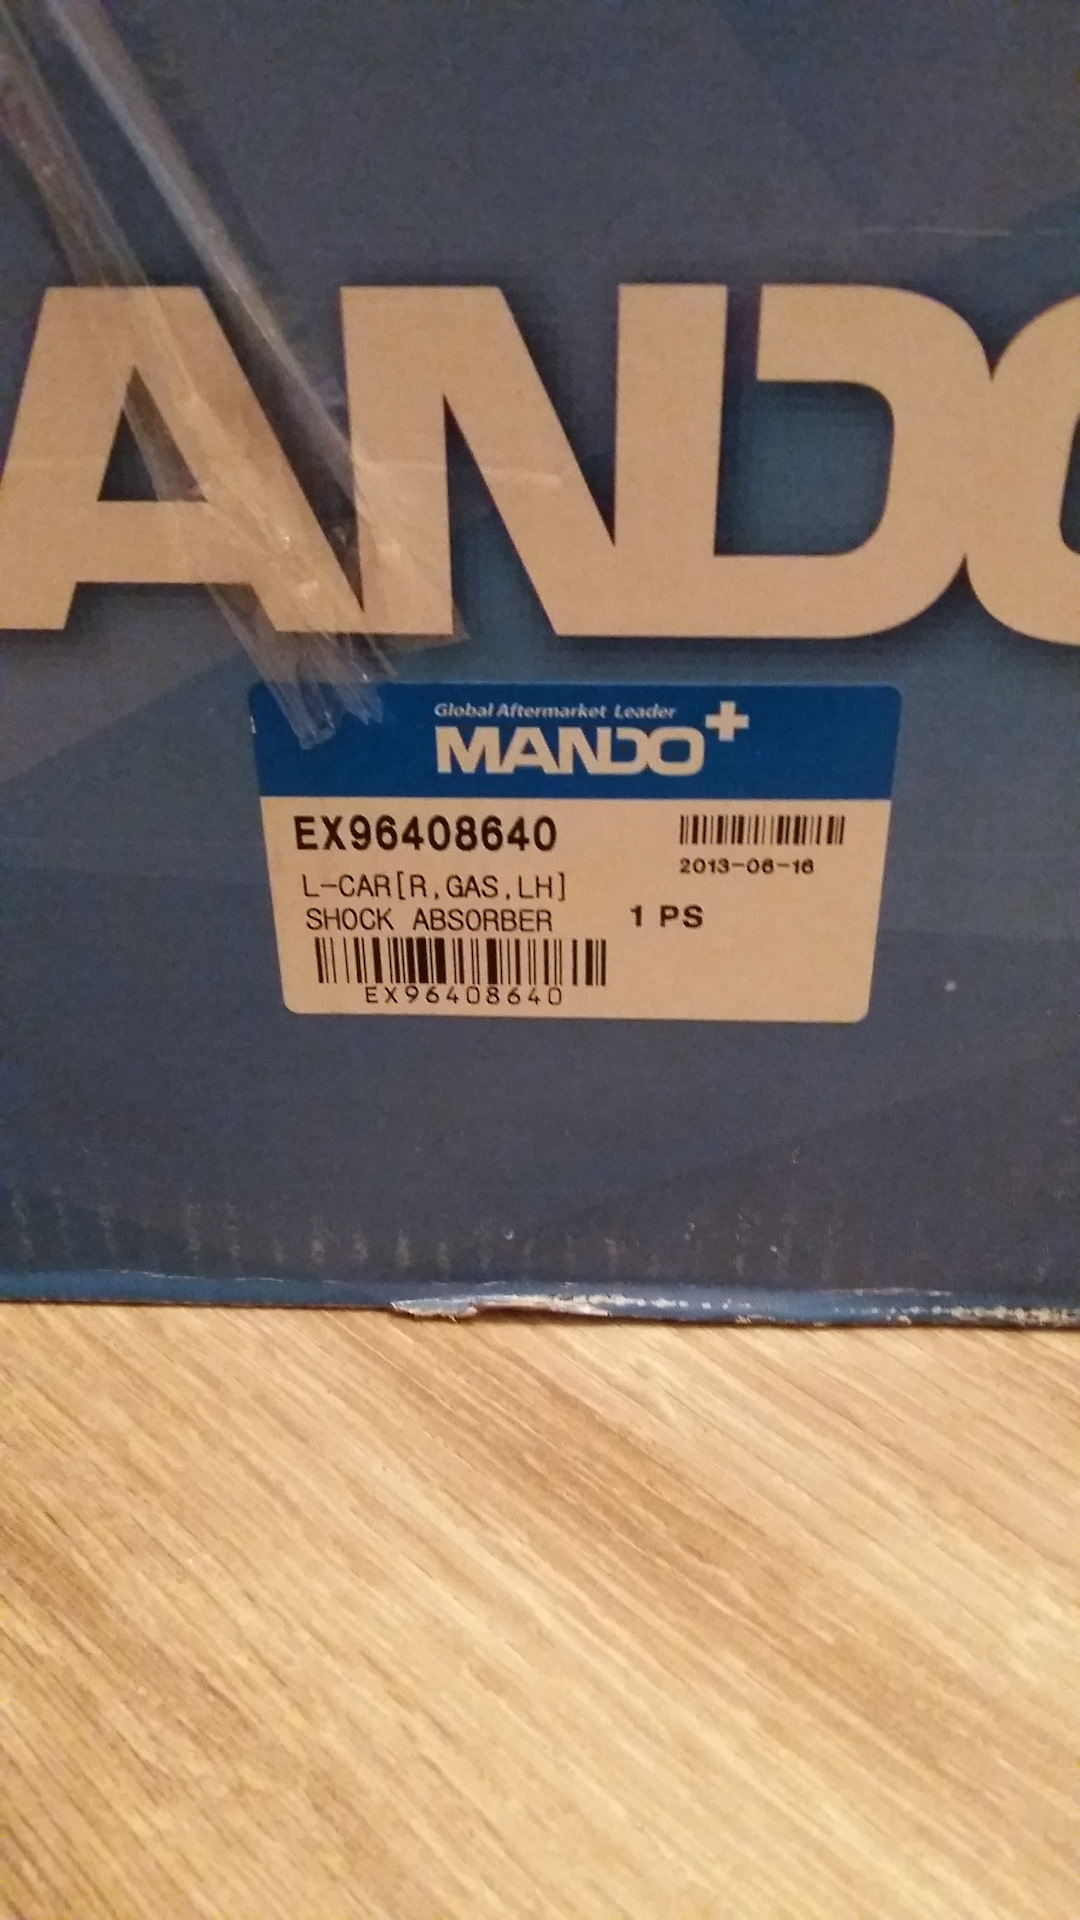 ANDO
Global Aftermarket Leader
MANDO+
EX96408640
2013-06-16
L-CAR[R,GAS,LH]
SHOCK ABSORBER
1 PS
EX96408640